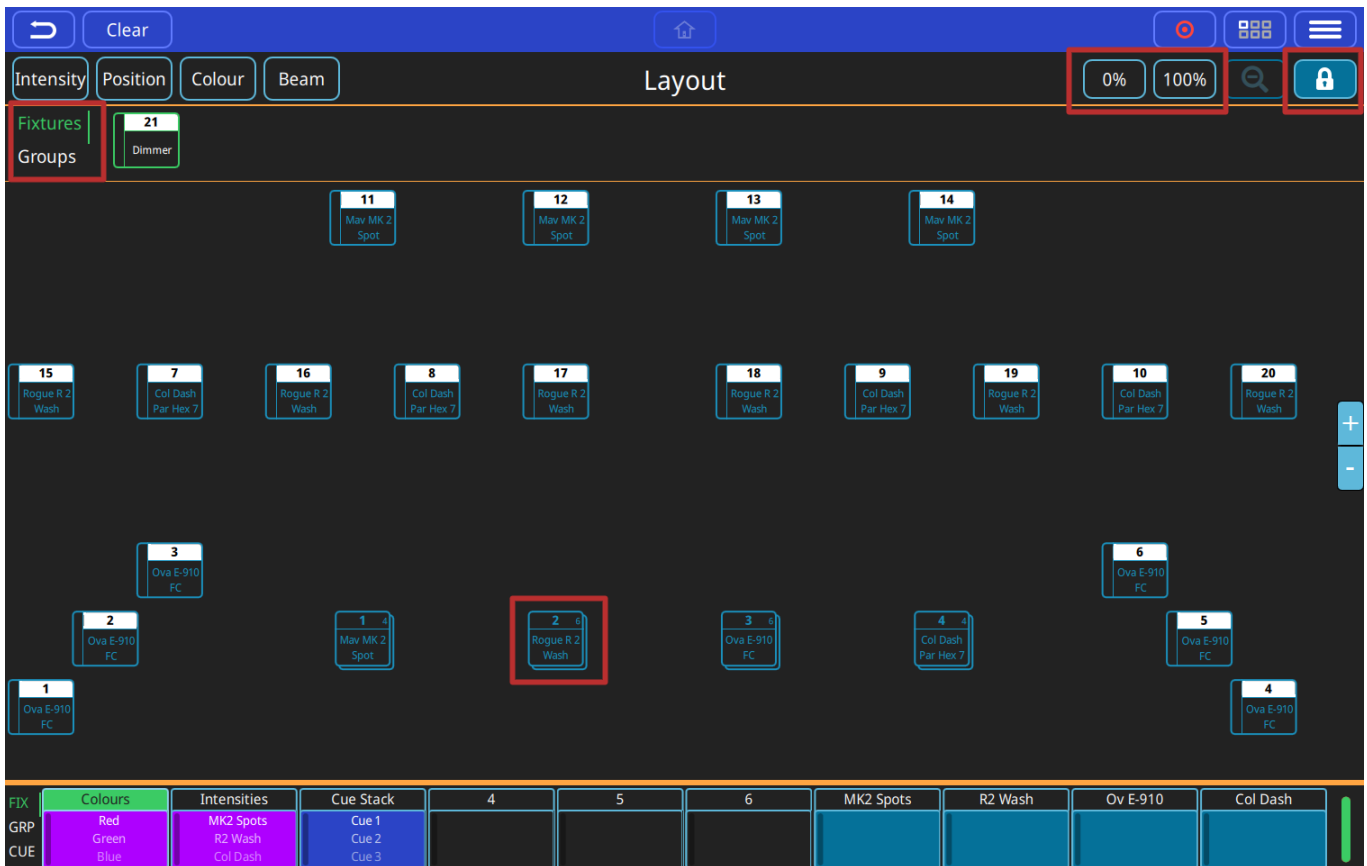 Clear
Intensity Position Colour Beam Layout 0% 100%
Fixtures
Groups
21
Dimmer
11 12 13 14
Mav MK 2 Mav MK 2 Mav MK 2 Mav MK 2
Spot Spot Spot Spot
15 7 16 8 17 18 9 19 10 20
Rogue R 2 Col Dash Rogue R 2 Col Dash Rogue R 2 Rogue R 2 Col Dash Rogue R 2 Col Dash Rogue R 2
Wash Par Hex 7 Wash Par Hex 7 Wash Wash Par Hex 7 Wash Par Hex 7 Wash
+
-
3 6
Ova E-910 Ova E-910
FC FC
2 1 4 2 6 3 6 4 4 5
Ova E-910 Mav MK 2 Rogue R 2 Ova E-910 Col Dash Ova E-910
FC Spot Wash FC Par Hex 7 FC
1 4
Ova E-910 Ova E-910
FC FC
FIX Colours Intensities Cue Stack 4 5 6 MK2 Spots R2 Wash Ov E-910 Col Dash
GRP Red MK2 Spots Cue 1
Green R2 Wash Cue 2
CUE Blue Col Dash Cue 3